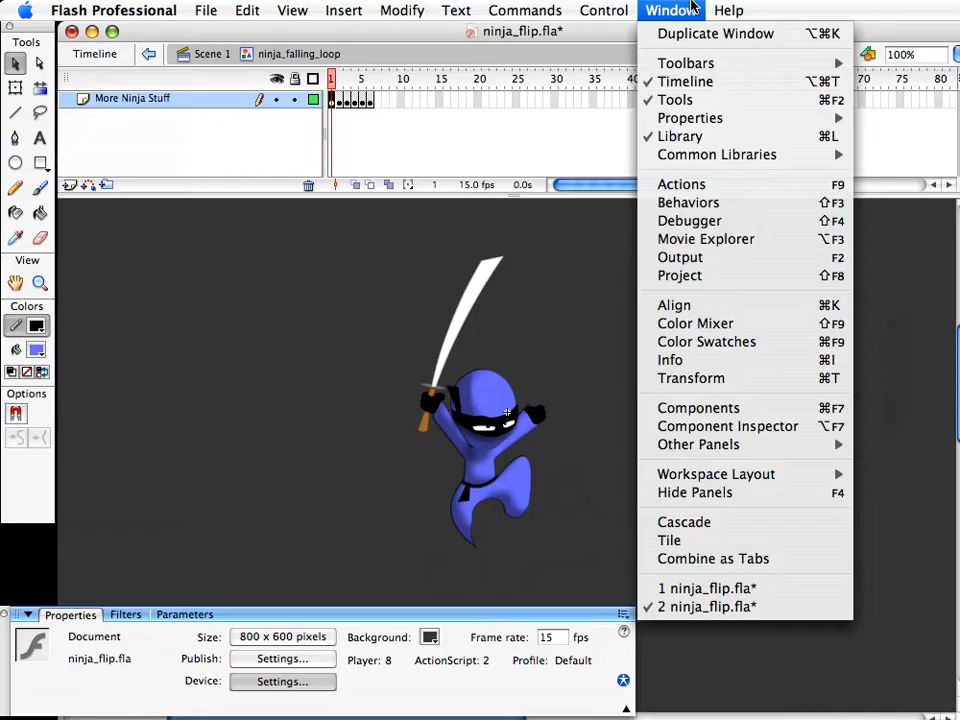 Flash Professional File Edit View Insert Modify Text Commands Control Window Help
Tools
View
Colors
Options
ninja_flip.fla*
Timeline Scene 1 ninja_falling_loop 100%
1 5 10 15 20 25 30 35 40 75 80
More Ninja Stuff
1 15.0 fps 0.0s
Duplicate Window ⌥⌘K
Toolbars
✓ Timeline ⌥⌘T
✓ Tools ⌘F2
Properties
✓ Library ⌘L
Common Libraries
Actions F9
Behaviors ⇧F3
Debugger ⇧F4
Movie Explorer ⌥F3
Output F2
Project ⇧F8
Align ⌘K
Color Mixer ⇧F9
Color Swatches ⌘F9
Info ⌘I
Transform ⌘T
Components ⌘F7
Component Inspector ⌥F7
Other Panels
Workspace Layout
Hide Panels F4
Cascade
Tile
Combine as Tabs
1 ninja_flip.fla*
✓ 2 ninja_flip.fla*
Properties Filters Parameters
Document Size: 800 x 600 pixels Background: Frame rate: 15 fps
ninja_flip.fla Publish: Settings... Player: 8 ActionScript: 2 Profile: Default
Device: Settings...